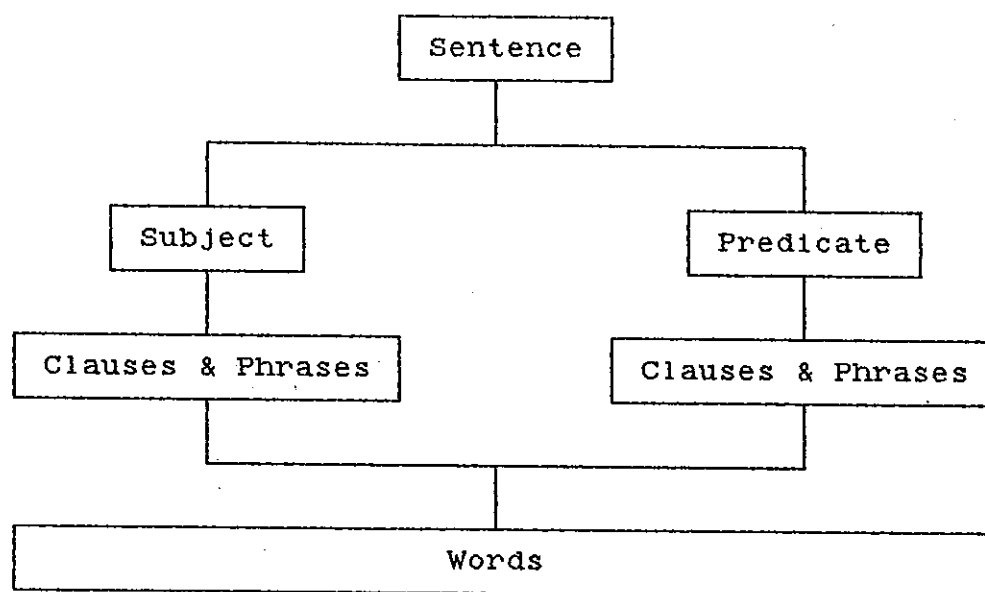 Sentence
Subject
Predicate
Clauses & Phrases
Clauses & Phrases
Words